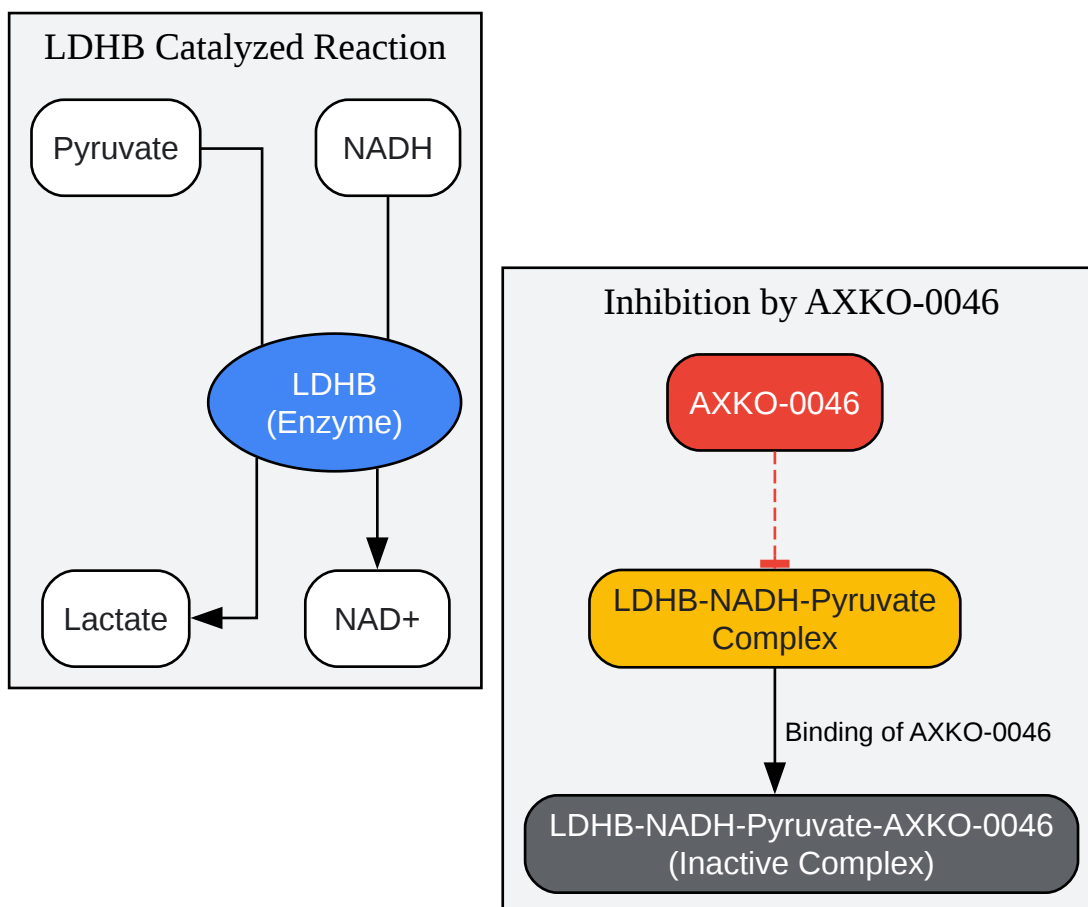 LDHB Catalyzed Reaction
Pyruvate
NADH
LDHB
(Enzyme)
Lactate
NAD+
Inhibition by AXKO-0046
AXKO-0046
LDHB-NADH-Pyruvate
Complex
Binding of AXKO-0046
LDHB-NADH-Pyruvate-AXKO-0046
(Inactive Complex)